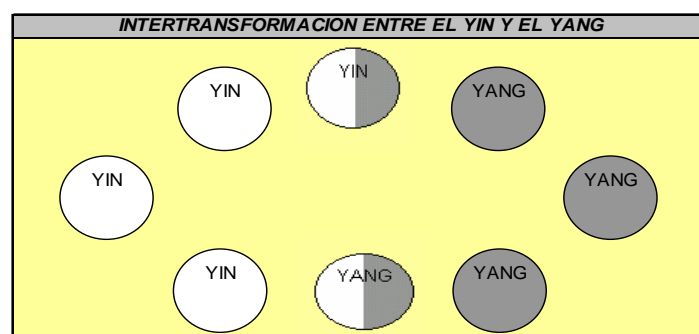 INTERTRANSFORMACION ENTRE EL YIN Y EL YANG
YIN
YIN
YANG
YIN
YANG
YIN
YANG
YANG